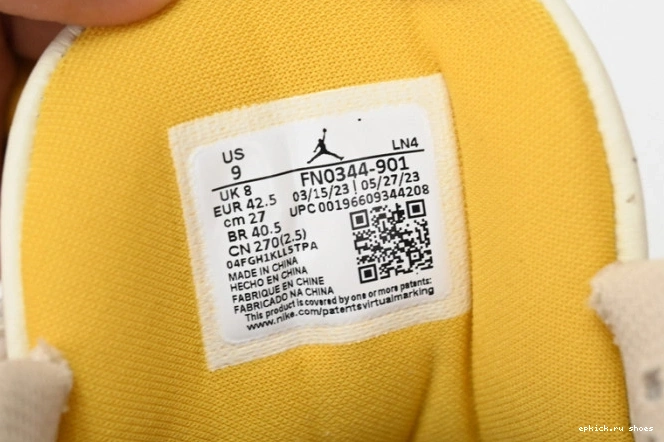 US
9
LN4
UK 8
EUR 42.5
cm 27
BR 40.5
CN 270(2.5)
FN0344-901
03/15/23 | 05/27/23
UPC 00196609344208
04FGH1KLL5TPA
MADE IN CHINA
HECHO EN CHINA
FABRIQUE EN CHINE
FABRICADO NA CHINA
This product is covered by one or more patents:
www.nike.com/patentsvirtualmarking
epkick.ru shoes